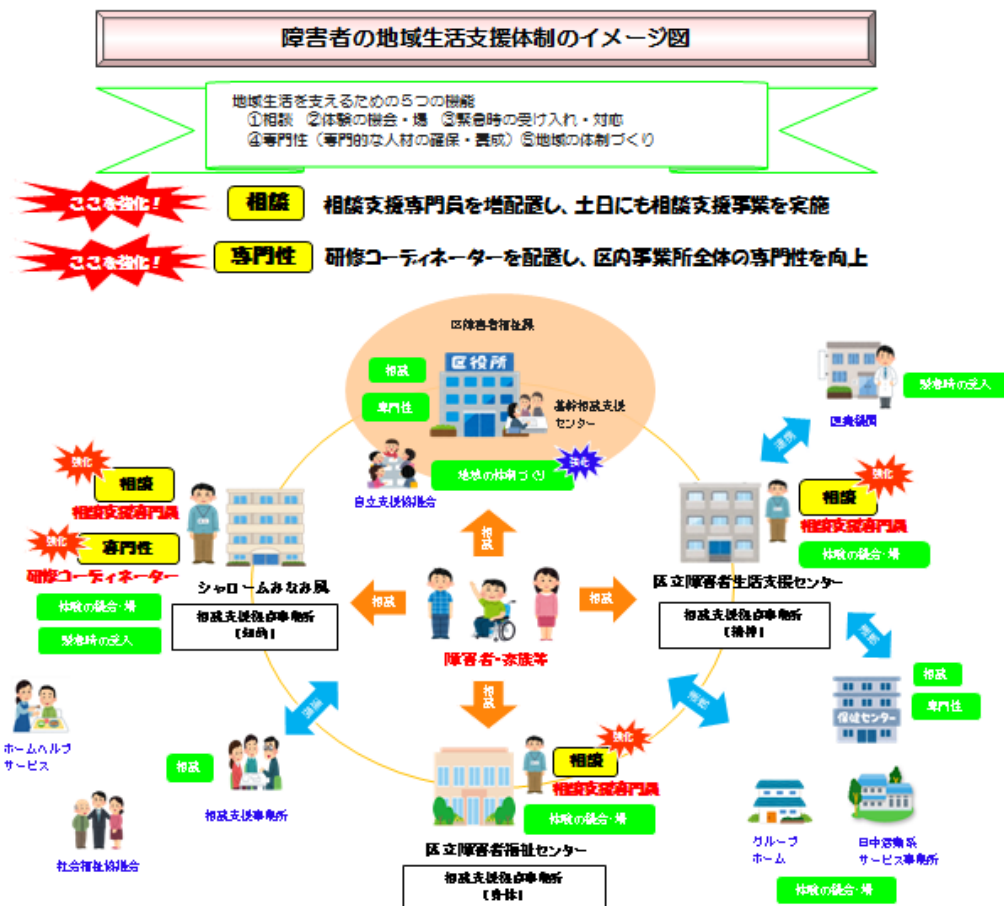 障害者の地域生活支援体制のイメージ図
地域生活を支えるための5つの機能
①相談 ②体験の機会・場 ③緊急時の受け入れ・対応
④専門性（専門的な人材の確保・養成）⑤地域の体制づくり
ここを強化！
相談
相談支援専門員を増配置し、土日にも相談支援事業を実施
ここを強化！
専門性
研修コーディネーターを配置し、区内事業所全体の専門性を向上
区障害者福祉課
区役所
相談
専門性
基幹相談支援
センター
地域の体制づくり
強化
自立支援協議会
医療機関
緊急時の受入
連携
強化
相談
相談支援専門員
強化
専門性
研修コーディネーター
体験の機会・場
緊急時の受入
シャロームみなみ風
相談支援拠点事業所
【知的】
相談
相談
相談
相談
障害者・家族等
強化
相談
相談支援専門員
体験の機会・場
区立障害者生活支援センター
相談支援拠点事業所
【精神】
連携
相談
専門性
保健センター
連携
連携
ホームヘルプ
サービス
相談
相談支援事業所
社会福祉協議会
強化
相談
相談支援専門員
体験の機会・場
区立障害者福祉センター
相談支援拠点事業所
【身体】
グループ
ホーム
日中活動系
サービス事業所
体験の機会・場